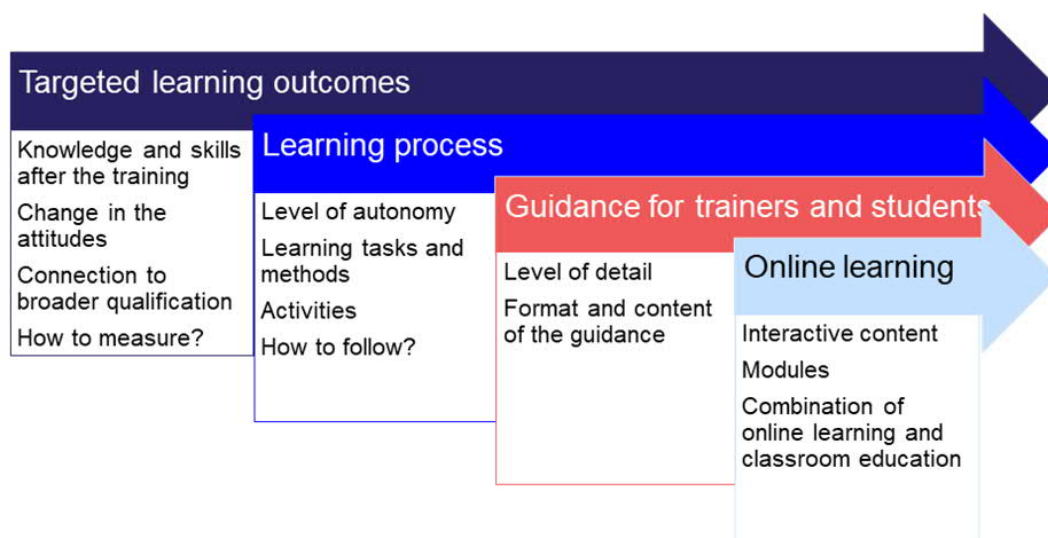 Targeted learning outcomes
Knowledge and skills
after the training
Change in the
attitudes
Connection to
broader qualification
How to measure?
Learning process
Level of autonomy
Learning tasks and
methods
Activities
How to follow?
Guidance for trainers and students
Level of detail
Format and content
of the guidance
Online learning
Interactive content
Modules
Combination of
online learning and
classroom education